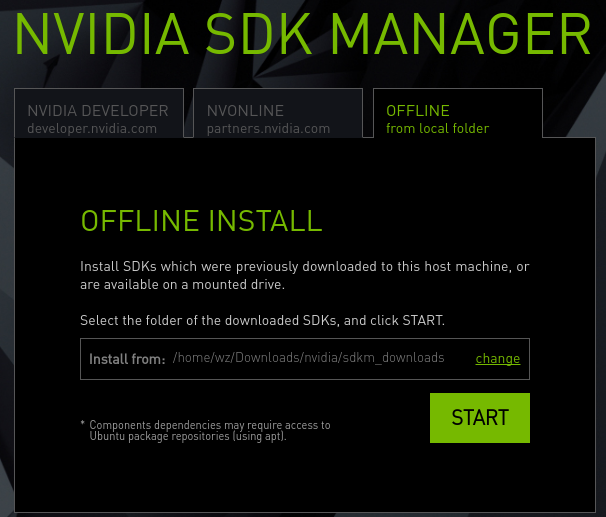 NVIDIA SDK MANAGER
NVIDIA DEVELOPER
developer.nvidia.com
NVONLINE
partners.nvidia.com
OFFLINE
from local folder
OFFLINE INSTALL
Install SDKs which were previously downloaded to this host machine, or
are available on a mounted drive.
Select the folder of the downloaded SDKs, and click START.
Install from: /home/wz/Downloads/nvidia/sdkm_downloads change
* Components dependencies may require access to
Ubuntu package repositories (using apt).
START